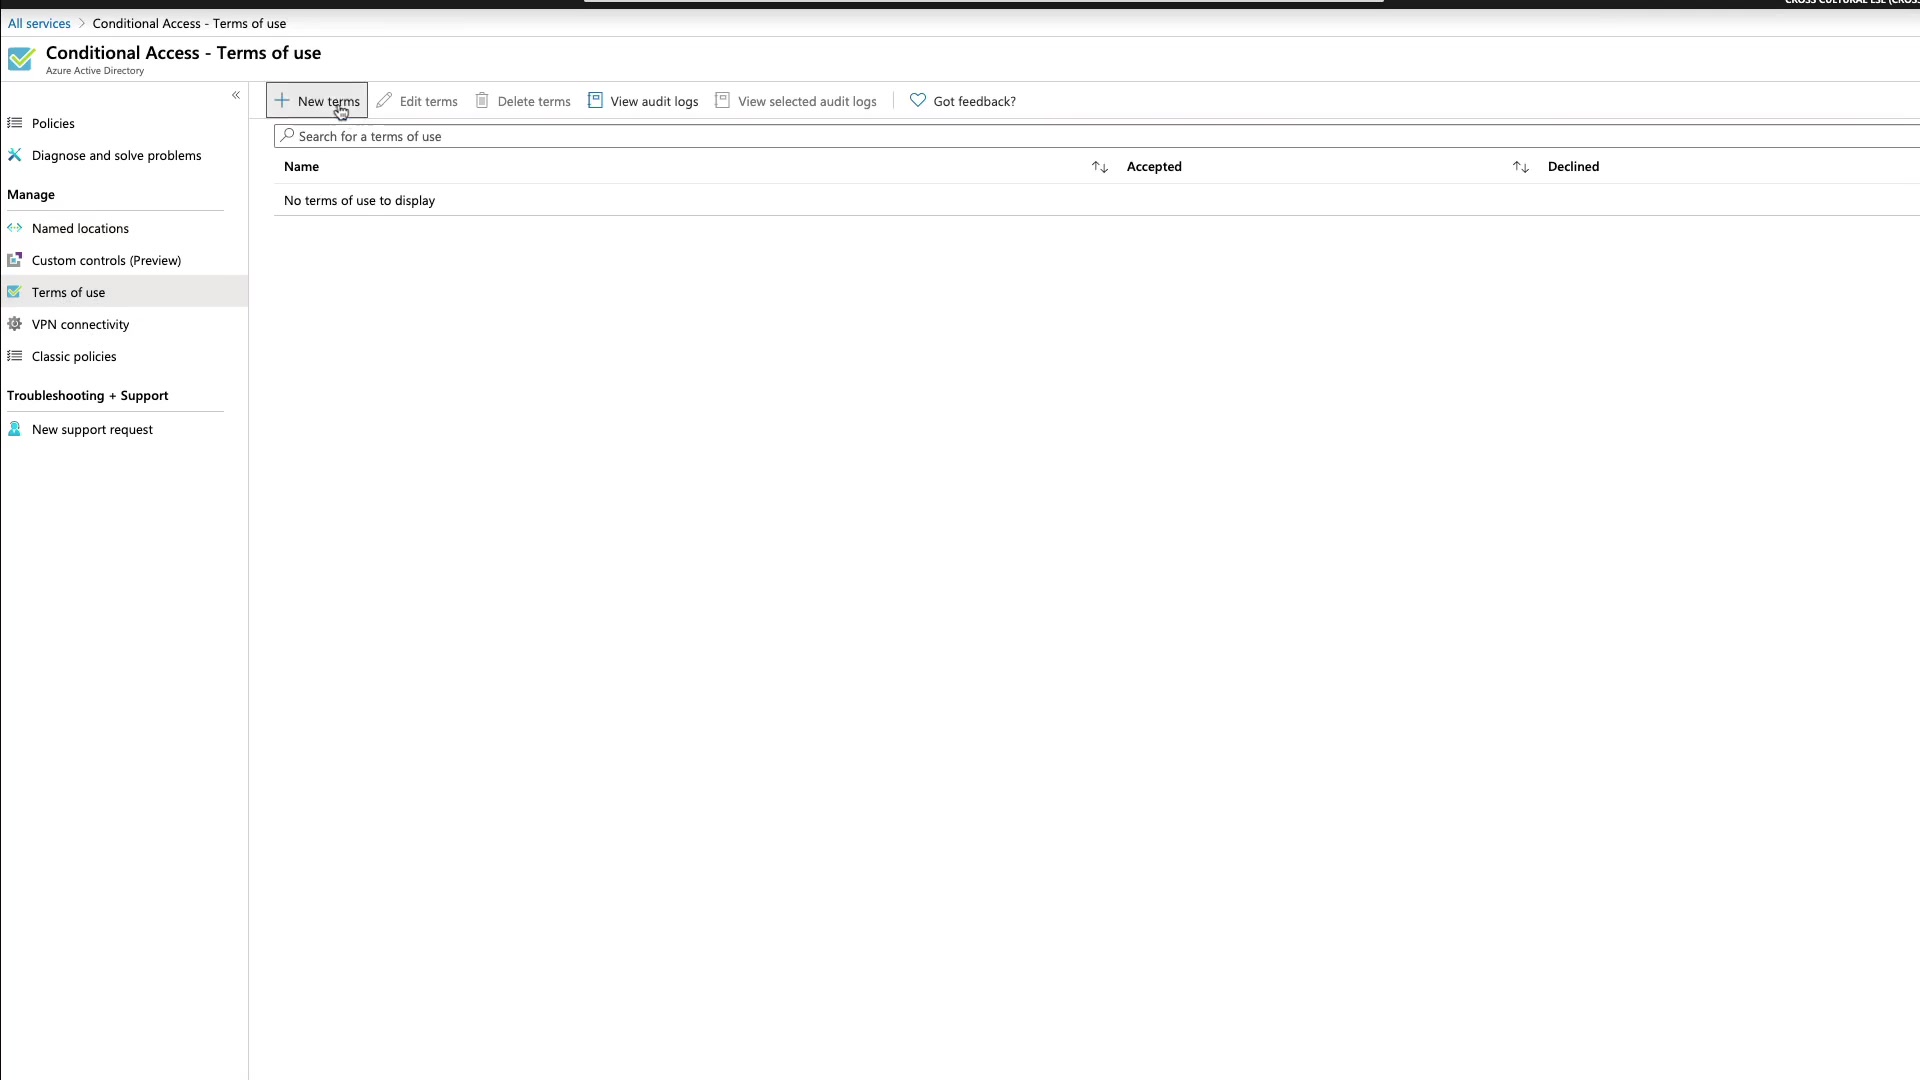 All services > Conditional Access - Terms of use
Conditional Access - Terms of use
Azure Active Directory
New terms Edit terms Delete terms View audit logs View selected audit logs Got feedback?
Search for a terms of use
Name Accepted Declined
No terms of use to display
Policies
Diagnose and solve problems
Manage
Named locations
Custom controls (Preview)
Terms of use
VPN connectivity
Classic policies
Troubleshooting + Support
New support request